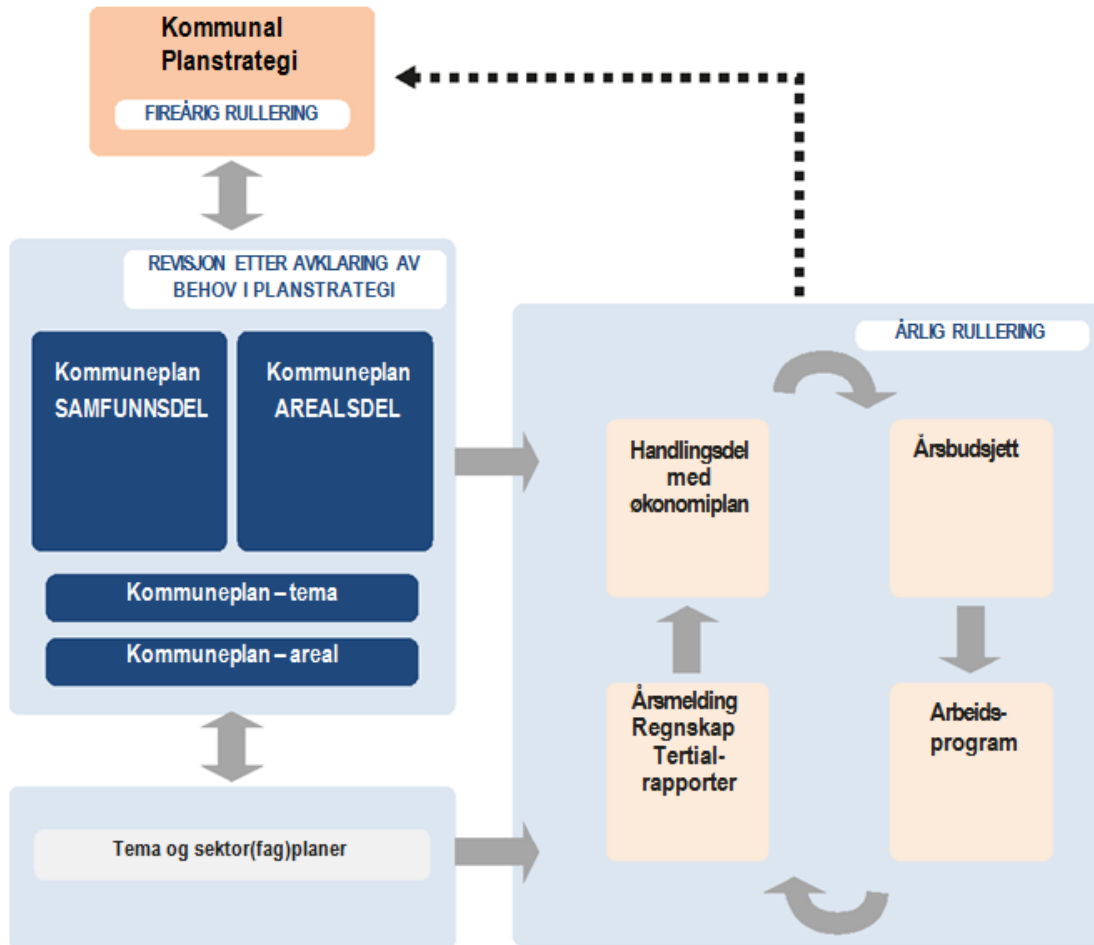 Kommunal
Planstrategi
FIREÅRIG RULLERING
REVISJON ETTER AVKLARING AV
BEHOV I PLANSTRATEGI
Kommuneplan
SAMFUNNSDEL
Kommuneplan
AREALSDEL
Kommuneplan – tema
Kommuneplan – areal
Tema og sektor(fag)planer
ÅRLIG RULLERING
Handlingsdel
med
økonomiplan
Årsbudsjett
Årsmelding
Regnskap
Tertial-
rapporter
Arbeids-
program